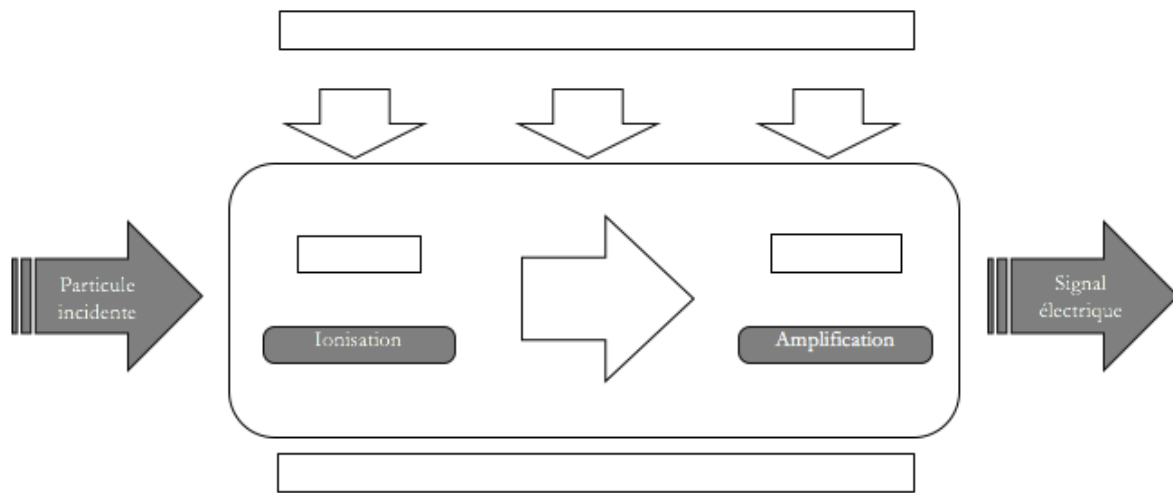 Particule
incidente
Ionisation
Amplification
Signal
électrique